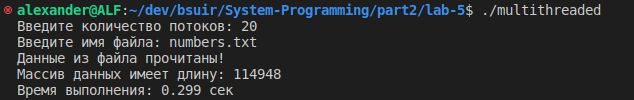 alexander@ALF:~/dev/bsuir/System-Programming/part2/lab-5$ ./multithreaded
Введите количество потоков: 20
Введите имя файла: numbers.txt
Данные из файла прочитаны!
Массив данных имеет длину: 114948
Время выполнения: 0.299 сек